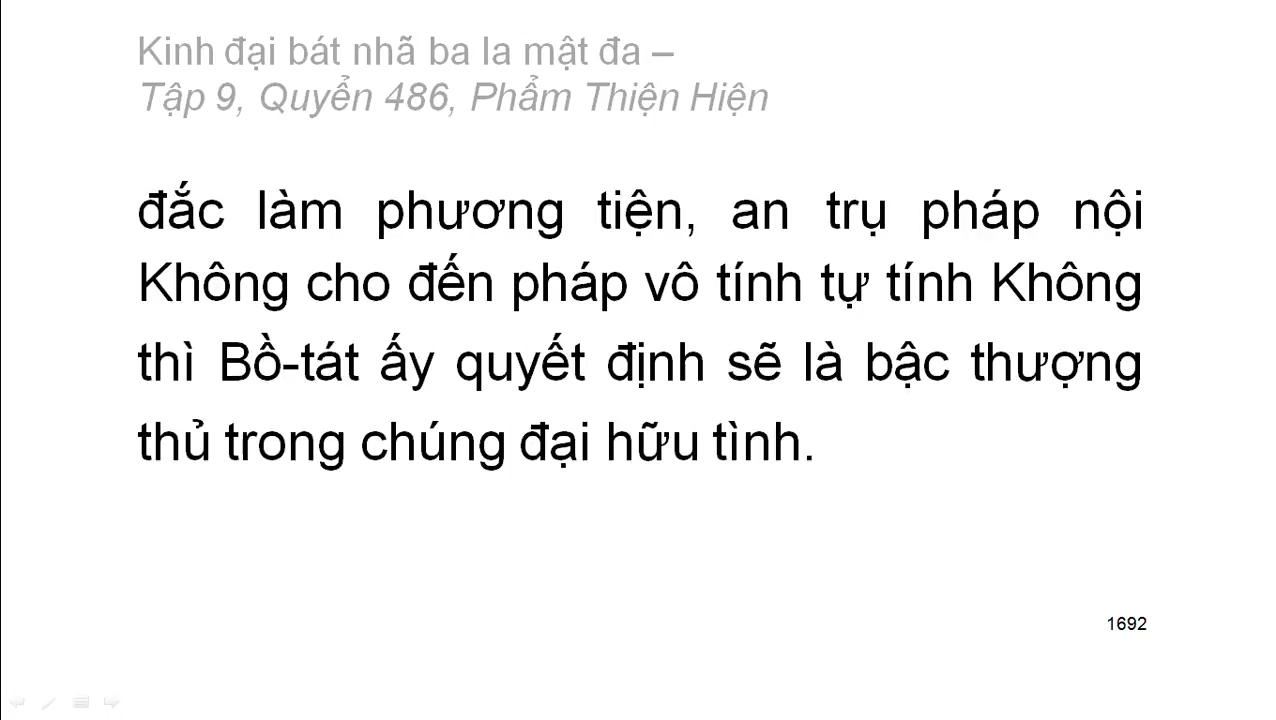 Kinh đại bát nhã ba la mật đa –
Tập 9, Quyển 486, Phẩm Thiện Hiện
đắc làm phương tiện, an trụ pháp nội
Không cho đến pháp vô tính tự tính Không
thì Bồ-tát ấy quyết định sẽ là bậc thượng
thủ trong chúng đại hữu tình.
1692